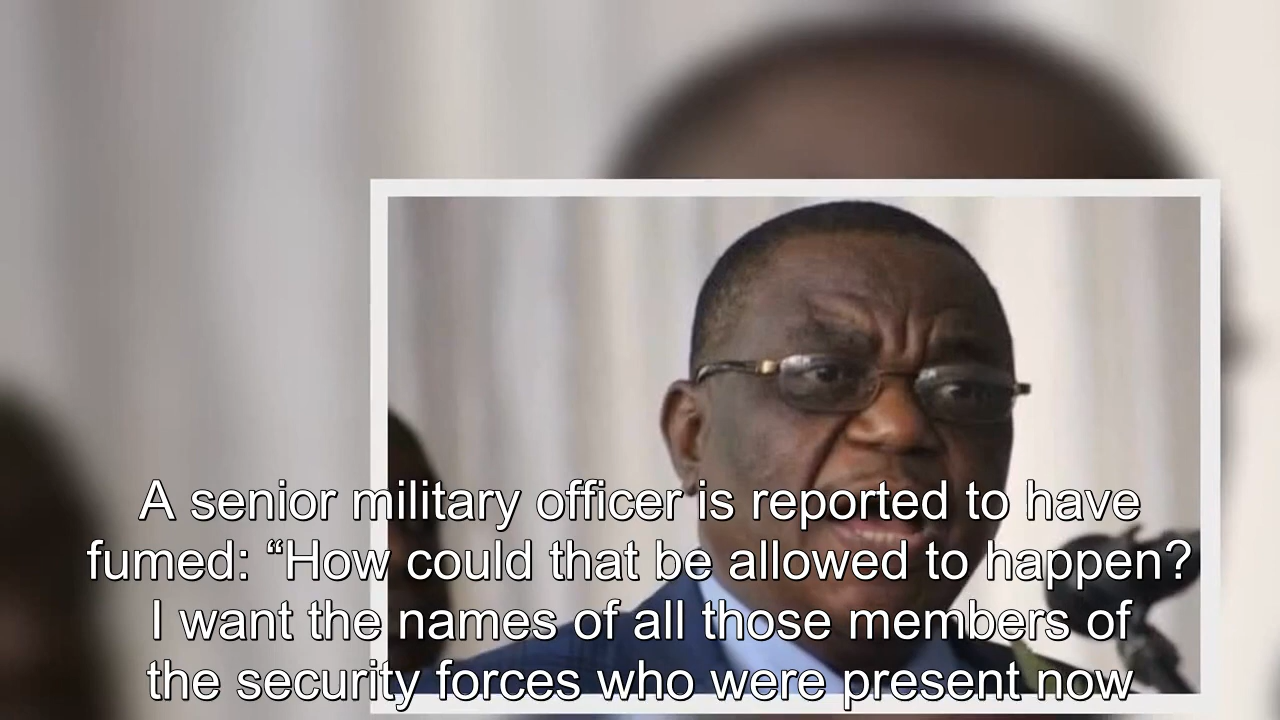 A senior military officer is reported to have
fumed: “How could that be allowed to happen?
I want the names of all those members of
the security forces who were present now